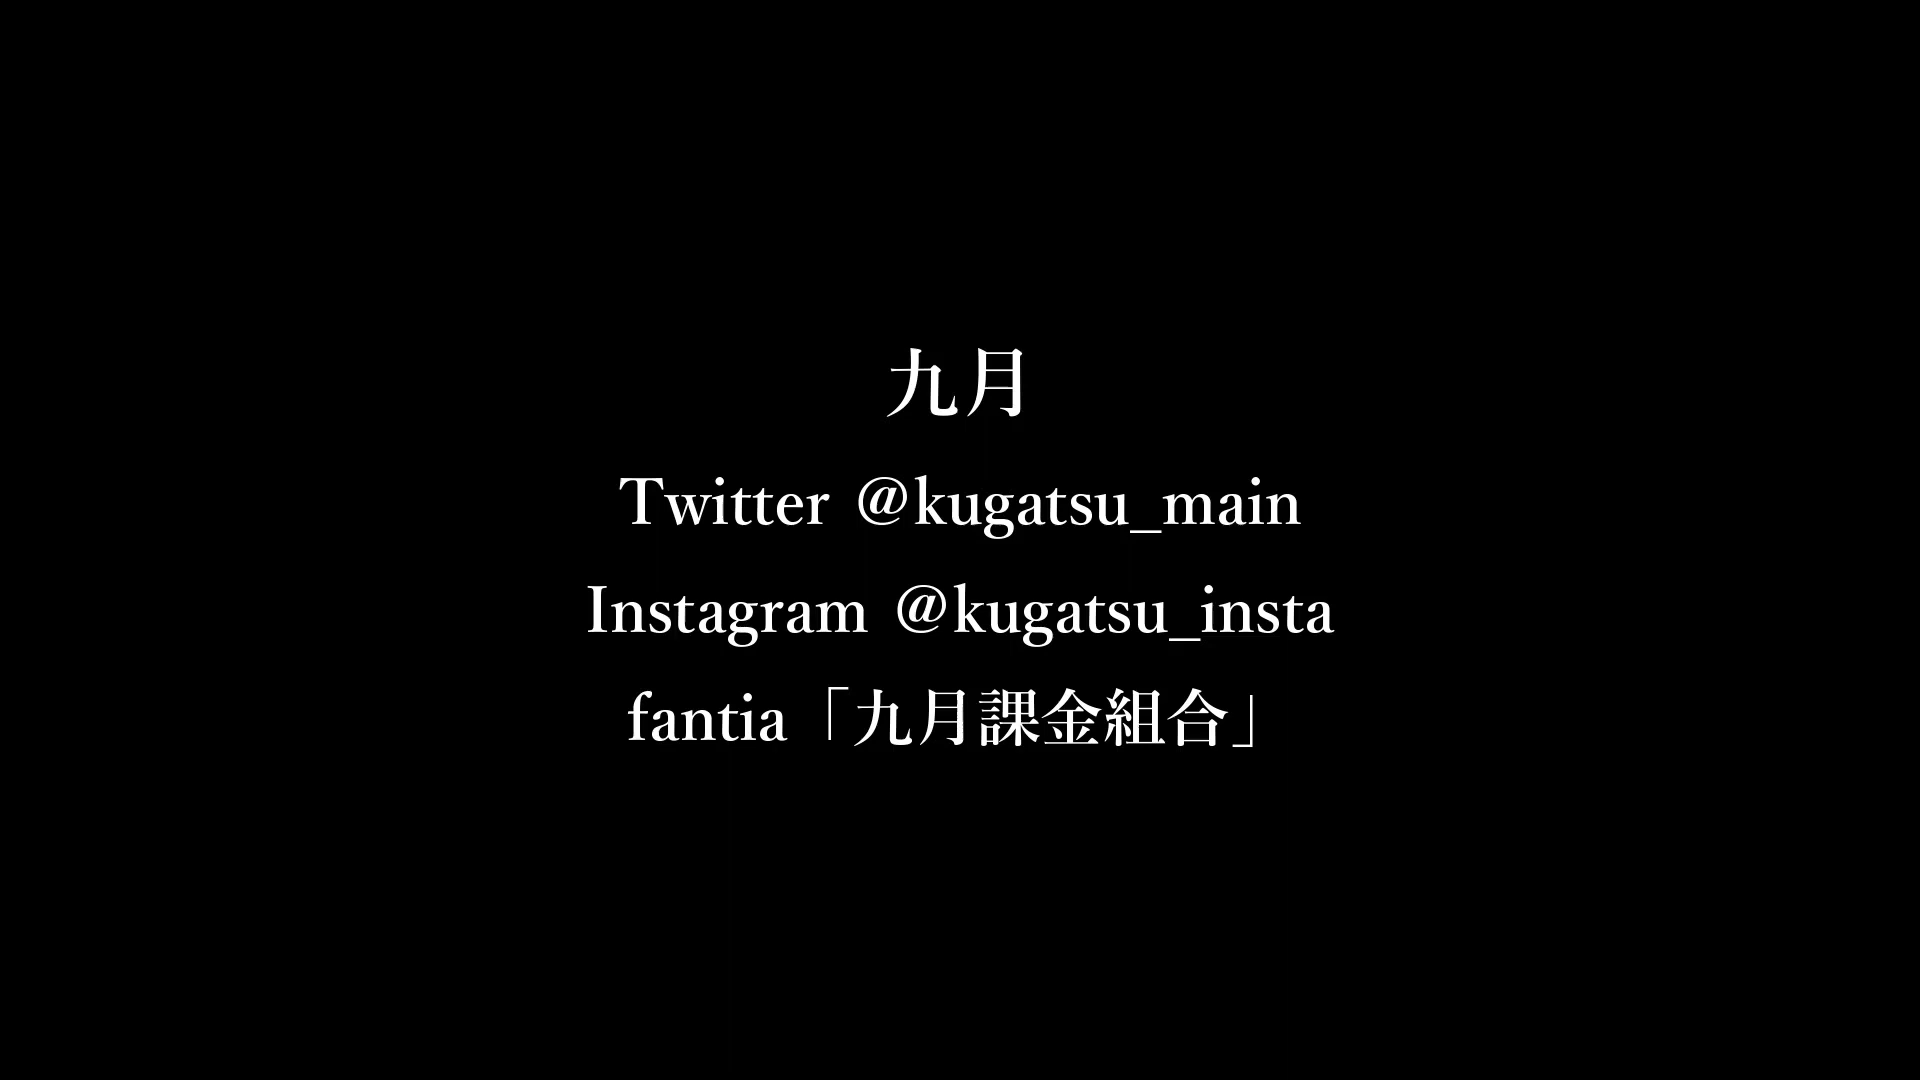 九月
Twitter @kugatsu_main
Instagram @kugatsu_insta
fantia「九月課金組合」